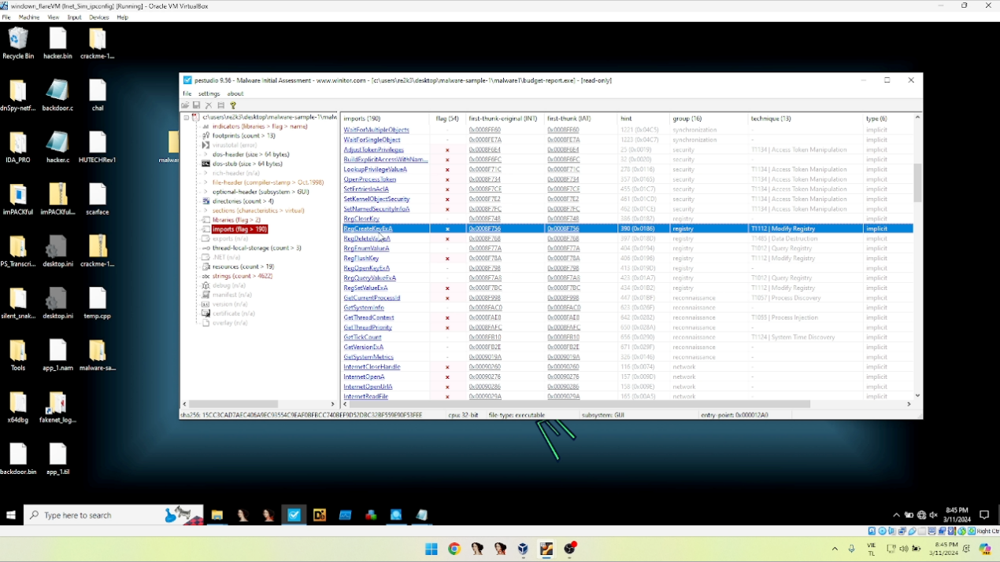 windown_flareVM (Inet_Sim_ipconfig) [Running] - Oracle VM VirtualBox
File Machine View Input Devices Help
Recycle Bin
hacker.bin
crackme-1...
dnSpy-netf...
backdoor.c
chal
IDA_PRO
hacker.c
HUTECHRev1
imPACKful
imPACKful...
scarface
PS_Transcri...
desktop.ini
crackme-1...
silent_snak...
desktop.ini
temp.cpp
Tools
app_1.nam
malware-sa...
x64dbg
fakenet_log...
backdoor.bin
app_1.til
malwar
pestudio 9.56 - Malware Initial Assessment - www.winitor.com - [c:\users\re2k3\desktop\malware-sample-1\malware1\budget-report.exe] - [read-only]
file settings about
c:\users\re2k3\desktop\malware-sample-1\malw
indicators (libraries > flag > name)
footprints (count > 13)
virustotal (error)
dos-header (size > 64 bytes)
dos-stub (size > 64 bytes)
rich-header (n/a)
file-header (compiler-stamp > Oct.1998)
optional-header (subsystem > GUI)
directories (count > 4)
sections (characteristics > virtual)
libraries (flag > 2)
imports (flag > 190)
exports (n/a)
thread-local-storage (count > 3)
.NET (n/a)
resources (count > 19)
abc strings (count > 4622)
debug (n/a)
manifest (n/a)
version (n/a)
certificate (n/a)
overlay (n/a)
imports (190) flag (54) first-thunk-original (INT) first-thunk (IAT) hint group (16) technique (13) type (6)
WaitForMultipleObjects - 0x0008FE60 0x0008FE60 1221 (0x04C5) synchronization - implicit
WaitForSingleObject - 0x0008FE7A 0x0008FE7A 1223 (0x04C7) synchronization - implicit
AdjustTokenPrivileges x 0x0008F6E4 0x0008F6E4 25 (0x0019) security T1134 | Access Token Manipulation implicit
BuildExplicitAccessWithNam... x 0x0008F6FC 0x0008F6FC 32 (0x0020) security - implicit
LookupPrivilegeValueA x 0x0008F71C 0x0008F71C 278 (0x0116) security T1134 | Access Token Manipulation implicit
OpenProcessToken x 0x0008F734 0x0008F734 357 (0x0165) security T1134 | Access Token Manipulation implicit
SetEntriesInAclA x 0x0008F7CE 0x0008F7CE 455 (0x01C7) security T1134 | Access Token Manipulation implicit
SetKernelObjectSecurity x 0x0008F7E2 0x0008F7E2 461 (0x01CD) security T1134 | Access Token Manipulation implicit
SetNamedSecurityInfoA x 0x0008F7FC 0x0008F7FC 462 (0x01CE) security T1134 | Access Token Manipulation implicit
RegCloseKey - 0x0008F748 0x0008F748 386 (0x0182) registry - implicit
RegCreateKeyExA x 0x0008F756 0x0008F756 390 (0x0186) registry T1112 | Modify Registry implicit
RegDeleteValueA x 0x0008F768 0x0008F768 397 (0x018D) registry T1485 | Data Destruction implicit
RegEnumValueA - 0x0008F77A 0x0008F77A 404 (0x0194) registry T1012 | Query Registry implicit
RegFlushKey x 0x0008F78A 0x0008F78A 406 (0x0196) registry T1112 | Modify Registry implicit
RegOpenKeyExA - 0x0008F798 0x0008F798 415 (0x019D) registry - implicit
RegQueryValueExA - 0x0008F7A8 0x0008F7A8 423 (0x01A7) registry T1012 | Query Registry implicit
RegSetValueExA x 0x0008F7BC 0x0008F7BC 434 (0x01B2) registry T1112 | Modify Registry implicit
GetCurrentProcessId x 0x0008F998 0x0008F998 447 (0x01BF) reconnaissance T1057 | Process Discovery implicit
GetSystemInfo - 0x0008FAC0 0x0008FAC0 623 (0x026F) reconnaissance - implicit
GetThreadContext x 0x0008FAE8 0x0008FAE8 642 (0x0282) reconnaissance T1055 | Process Injection implicit
GetThreadPriority x 0x0008FAFC 0x0008FAFC 650 (0x028A) reconnaissance - implicit
GetTickCount - 0x0008FB10 0x0008FB10 656 (0x0290) reconnaissance T1124 | System Time Discovery implicit
GetVersionExA - 0x0008FB2E 0x0008FB2E 671 (0x029F) reconnaissance - implicit
GetSystemMetrics - 0x0009019A 0x0009019A 326 (0x0146) reconnaissance - implicit
InternetCloseHandle x 0x00090260 0x00090260 116 (0x0074) network - implicit
InternetOpenA x 0x00090276 0x00090276 157 (0x009D) network - implicit
InternetOpenUrlA x 0x00090286 0x00090286 158 (0x009E) network - implicit
InternetReadFile x 0x0009029A 0x0009029A 165 (0x00A5) network - implicit
cpu: 32-bit file-type: executable subsystem: GUI entry-point: 0x000012A0
Type here to search
8:45 PM
3/11/2024
Right Ctr
VIE
TL
8:45 PM
3/11/2024